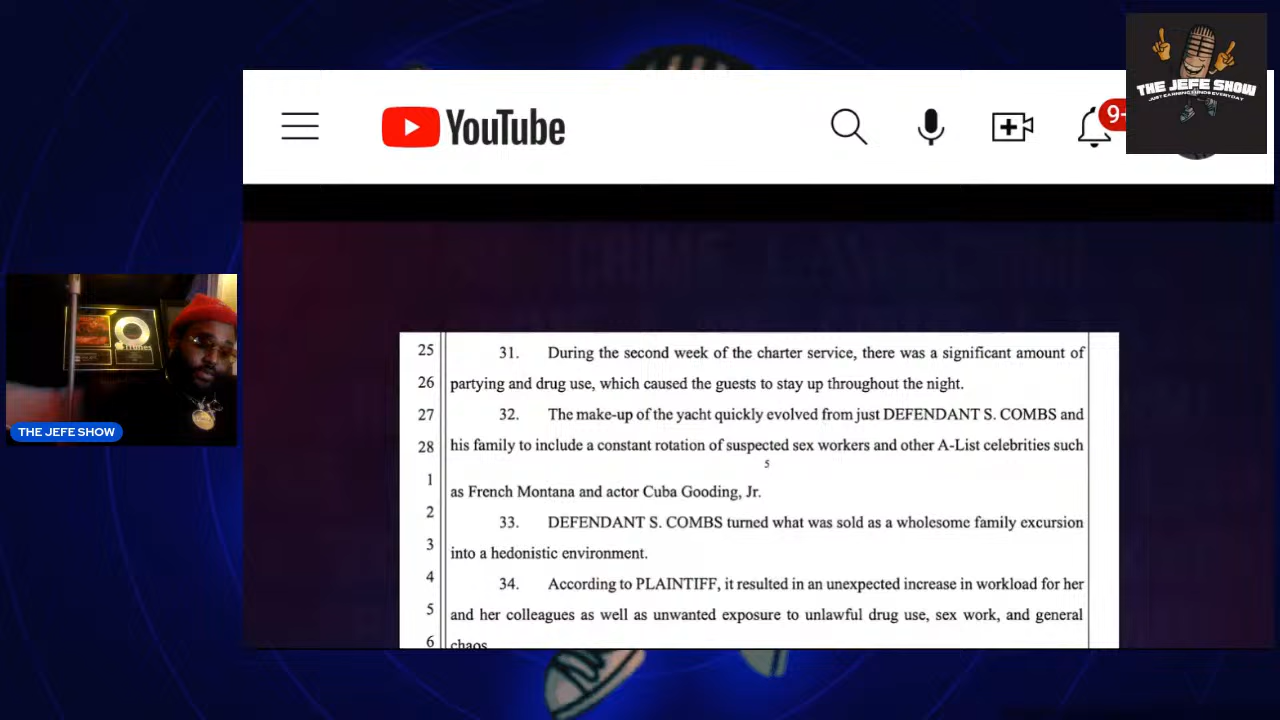 YouTube
9-
THE JEFE SHOW
JUST EARNING FUNDS EVERYDAY
25 31. During the second week of the charter service, there was a significant amount of
26 partying and drug use, which caused the guests to stay up throughout the night.
27 32. The make-up of the yacht quickly evolved from just DEFENDANT S. COMBS and
28 his family to include a constant rotation of suspected sex workers and other A-List celebrities such
5
1 as French Montana and actor Cuba Gooding, Jr.
2 33. DEFENDANT S. COMBS turned what was sold as a wholesome family excursion
3 into a hedonistic environment.
4 34. According to PLAINTIFF, it resulted in an unexpected increase in workload for her
5 and her colleagues as well as unwanted exposure to unlawful drug use, sex work, and general
6 chaos
iTunes
THE JEFE SHOW